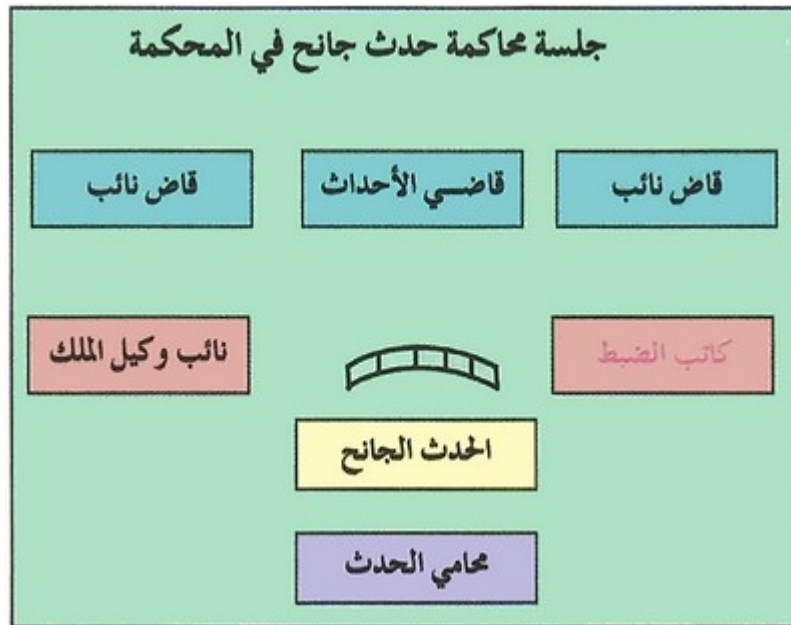 جلسة محاكمة حدث جانح في المحكمة
قاض نائب
قاضي الأحداث
قاض نائب
كاتب الضبط
نائب وكيل الملك
الحدث الجانح
محامي الحدث